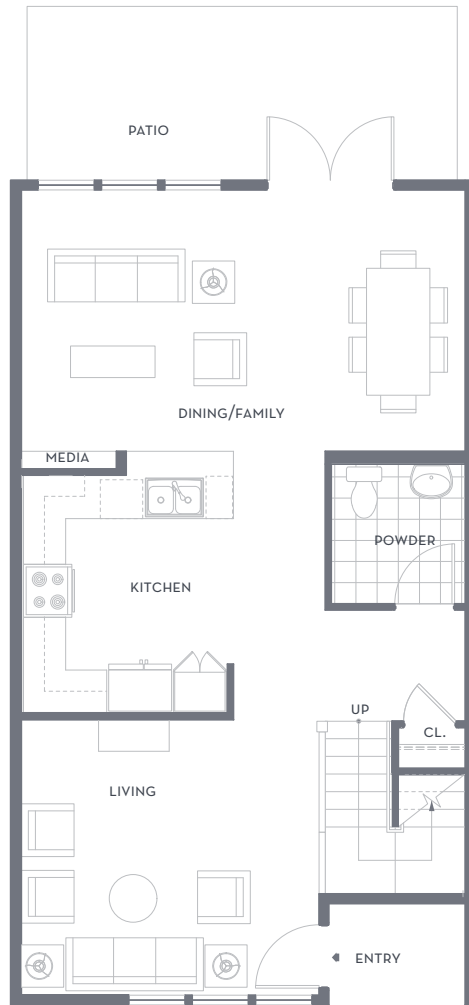 PATIO
DINING/FAMILY
MEDIA
POWDER
KITCHEN
UP
CL.
LIVING
ENTRY